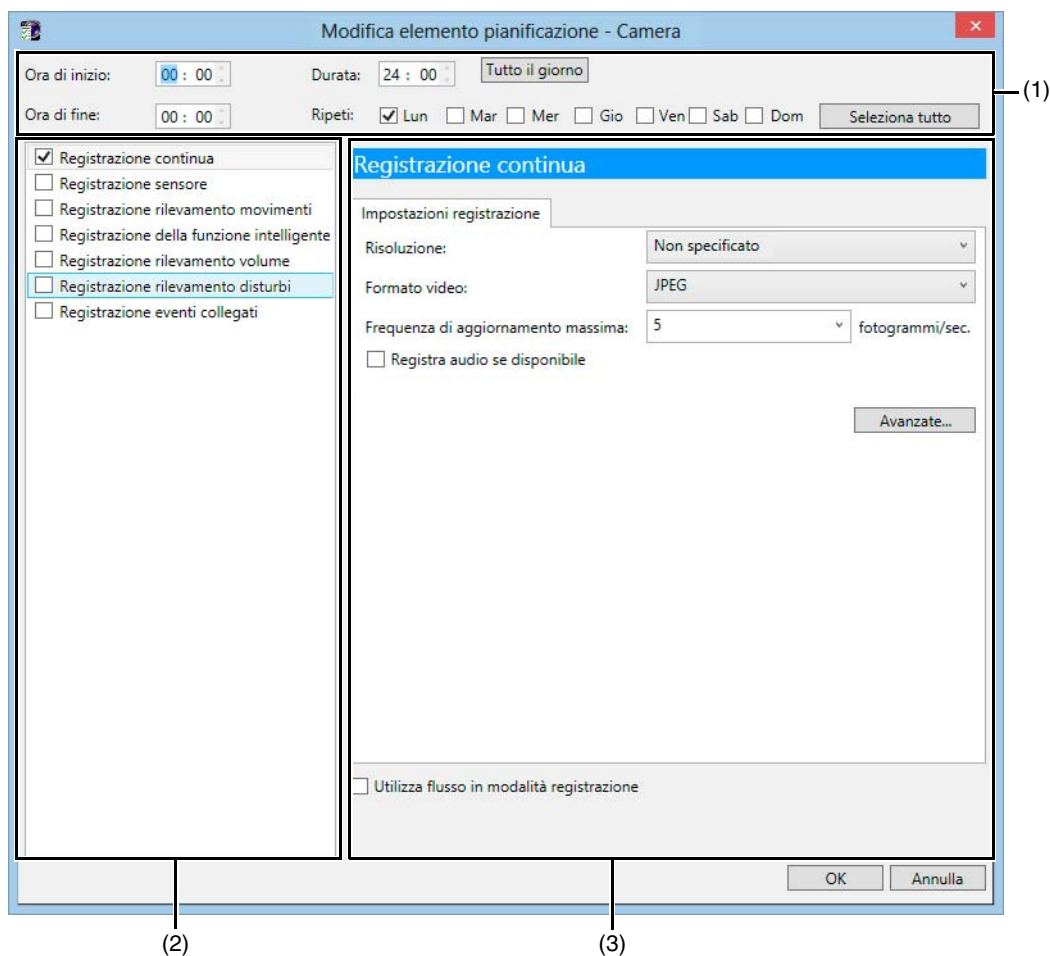 Modifica elemento pianificazione - Camera
Ora di inizio: 00 : 00 Durata: 24 : 00 Tutto il giorno
(1)
Ora di fine: 00 : 00 Ripeti: Lun Mar Mer Gio Ven Sab Dom Seleziona tutto
Registrazione continua
Registrazione sensore
Registrazione rilevamento movimenti
Registrazione della funzione intelligente
Registrazione rilevamento volume
Registrazione rilevamento disturbi
Registrazione eventi collegati
Registrazione continua
Impostazioni registrazione
Risoluzione: Non specificato
Formato video: JPEG
Frequenza di aggiornamento massima: 5 fotogrammi/sec.
Registra audio se disponibile
Avanzate...
Utilizza flusso in modalità registrazione
OK Annulla
(2) (3)